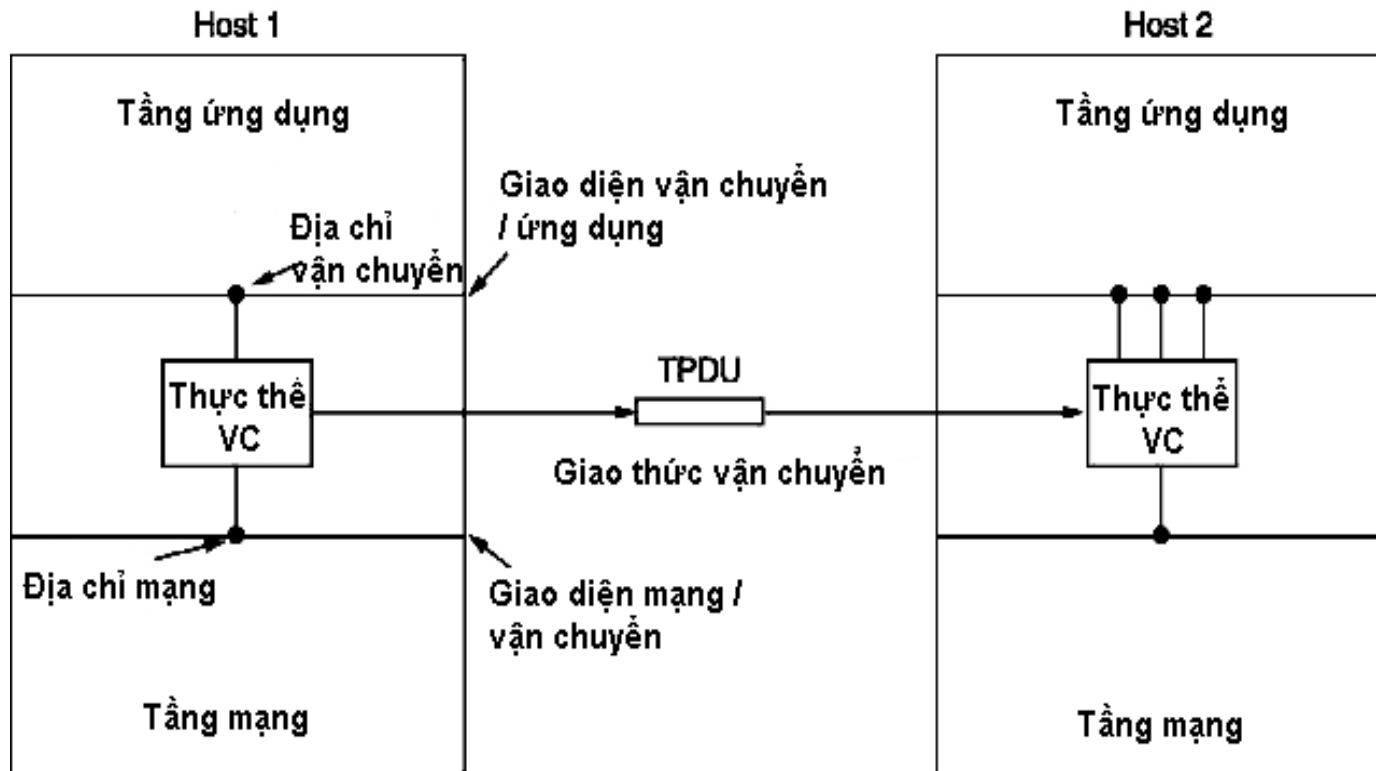 Host 1
Host 2
Tầng ứng dụng
Tầng ứng dụng
Giao diện vận chuyển
/ ứng dụng
Địa chỉ
vận chuyển
TPDU
Thực thể
VC
Thực thể
VC
Giao thức vận chuyển
Địa chỉ mạng
Giao diện mạng /
vận chuyển
Tầng mạng
Tầng mạng